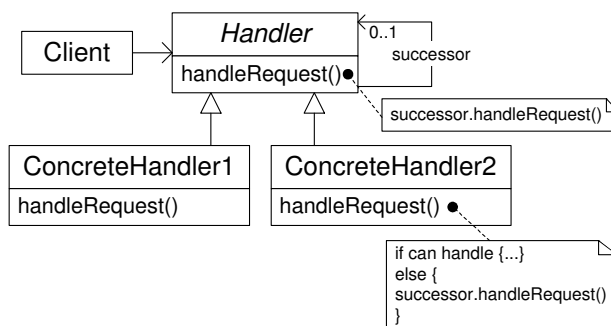 Client
Handler
handleRequest()
0..1
successor
successor.handleRequest()
ConcreteHandler1
handleRequest()
ConcreteHandler2
handleRequest()
if can handle {...}
else {
successor.handleRequest()
}